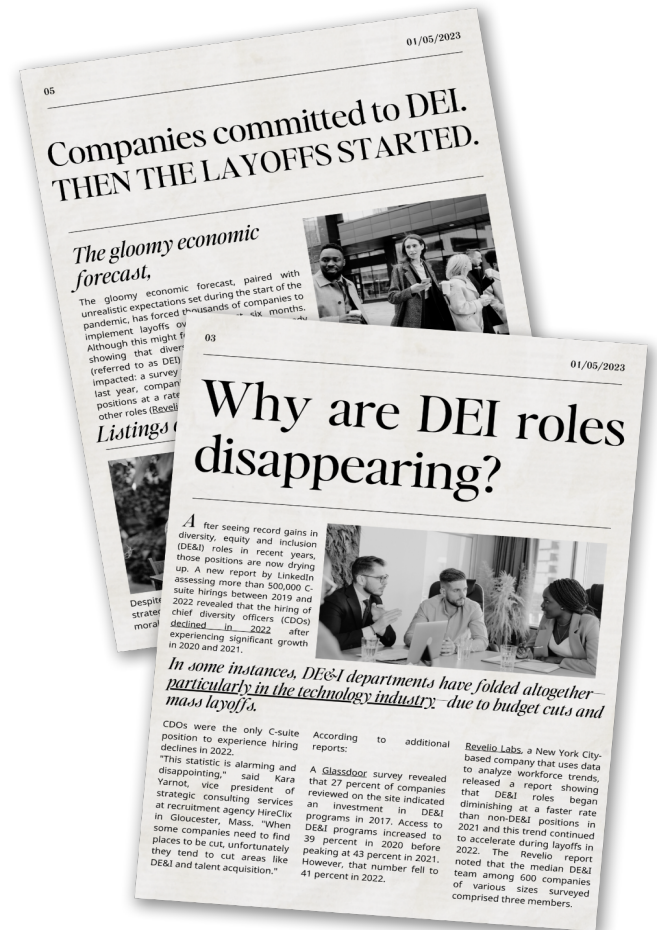 05
01/05/2023
Companies committed to DEI.
THEN THE LAYOFFS STARTED.
The gloomy economic
forecast,
The gloomy economic forecast, paired with
unrealistic expectations set during the start of the
pandemic, has forced thousands of companies to
implement layoffs six months.
Although this might
showing that
(referred to as DEI)
impacted: a survey
last year,
positions at a rate
other roles
Listings
Despite
03
01/05/2023
Why are DEI roles
disappearing?
After seeing record gains in
diversity, equity and inclusion
(DE&I) roles in recent years,
those positions are now drying
up. A new report by LinkedIn
assessing more than 500,000 C-
suite hirings between 2019 and
2022 revealed that the hiring of
chief diversity officers (CDOs)
declined in 2022 after
experiencing significant growth
in 2020 and 2021.
In some instances, DE&I departments have folded altogether—
particularly in the technology industry—due to budget cuts and
mass layoffs.
CDOs were the only C-suite
position to experience hiring
declines in 2022.
"This statistic is alarming and
disappointing," said Kara
Yarnot, vice president of
strategic consulting services
at recruitment agency HireClix
in Gloucester, Mass. "When
some companies need to find
places to be cut, unfortunately
they tend to cut areas like
DE&I and talent acquisition."
According to additional
reports:
A Glassdoor survey revealed
that 27 percent of companies
reviewed on the site indicated
an investment in DE&I
programs in 2017. Access to
DE&I programs increased to
39 percent in 2020 before
peaking at 43 percent in 2021.
However, that number fell to
41 percent in 2022.
Revelio Labs, a New York City-
based company that uses data
to analyze workforce trends,
released a report showing
that DE&I roles began
diminishing at a faster rate
than non-DE&I positions in
2021 and this trend continued
to accelerate during layoffs in
2022. The Revelio report
noted that the median DE&I
team among 600 companies
of various sizes surveyed
comprised three members.